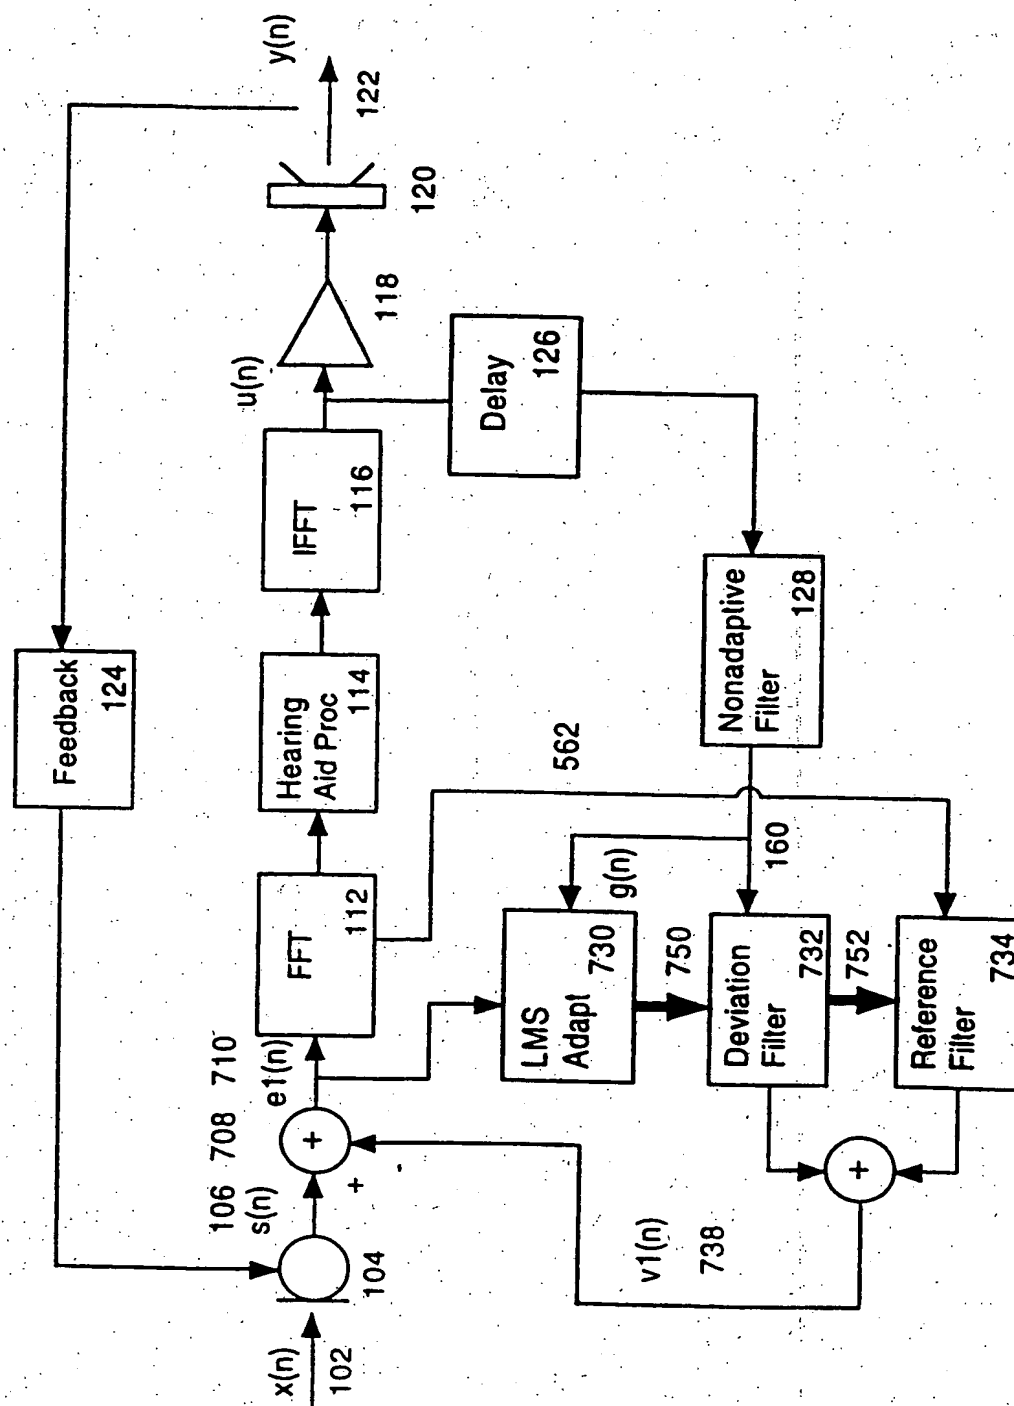 Feedback
124
x(n)
102
104
106
s(n)
708
+
+
710
e1(n)
FFT
112
Hearing
Aid Proc
114
IFFT
116
u(n)
118
120
y(n)
122
Delay
126
562
Nonadaptive
Filter
128
g(n)
160
LMS
Adapt
730
750
Deviation
Filter
732
752
Reference
Filter
734
+
v1(n)
738